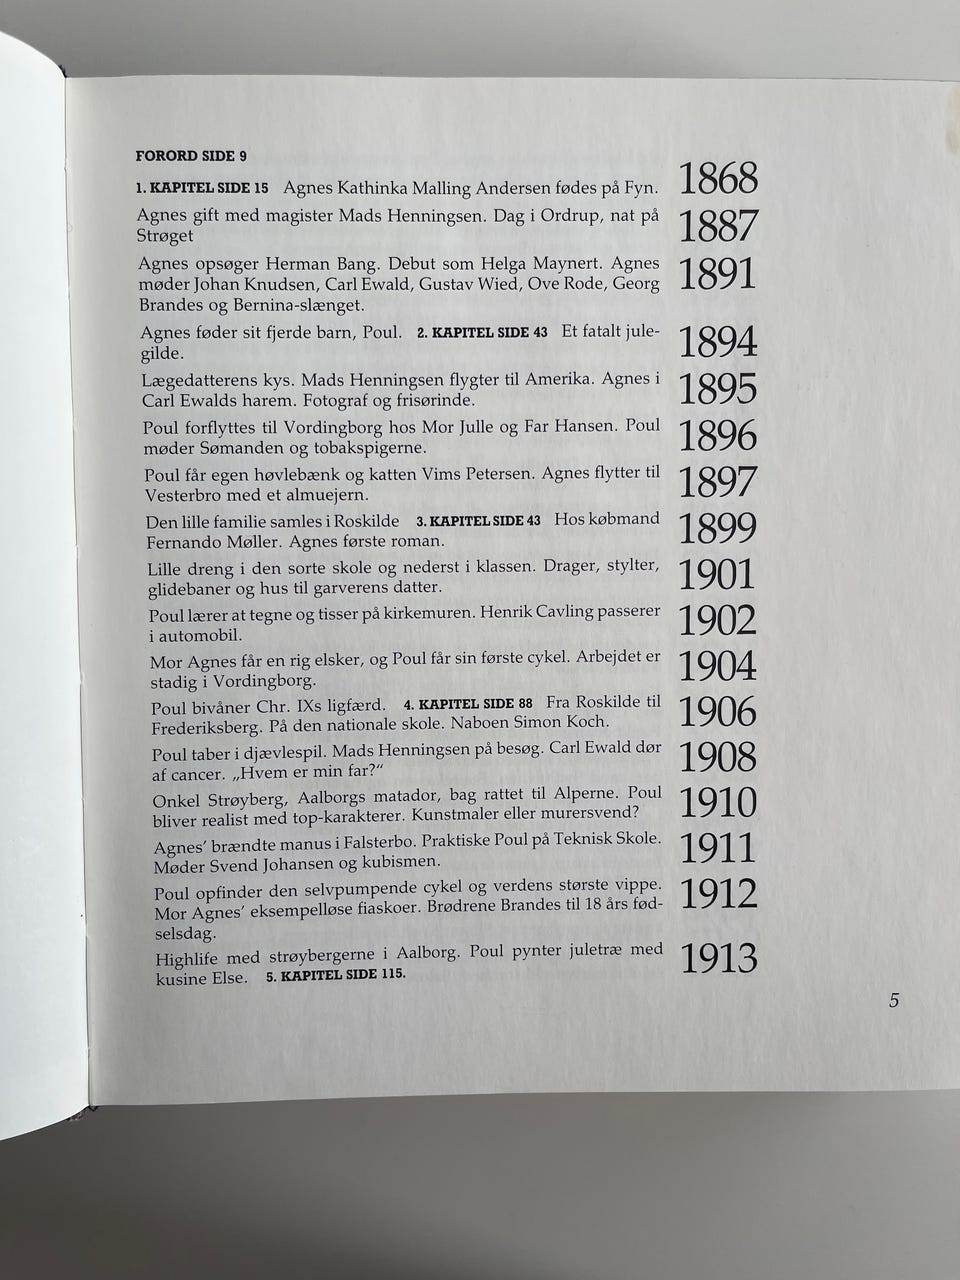 FORORD SIDE 9
1. KAPITEL SIDE 15 Agnes Kathinka Malling Andersen fødes på Fyn. 1868
Agnes gift med magister Mads Henningsen. Dag i Ordrup, nat på 1887
Strøget
Agnes opsøger Herman Bang. Debut som Helga Maynert. Agnes 1891
møder Johan Knudsen, Carl Ewald, Gustav Wied, Ove Rode, Georg
Brandes og Bernina-slænget.
Agnes føder sit fjerde barn, Poul. 2. KAPITEL SIDE 43 Et fatalt jule- 1894
gilde.
Lægedatterens kys. Mads Henningsen flygter til Amerika. Agnes i 1895
Carl Ewalds harem. Fotograf og frisørinde.
Poul forflyttes til Vordingborg hos Mor Julle og Far Hansen. Poul 1896
møder Sømanden og tobakspigerne.
Poul får egen høvlebænk og katten Vims Petersen. Agnes flytter til 1897
Vesterbro med et almuejern.
Den lille familie samles i Roskilde 3. KAPITEL SIDE 43 Hos købmand 1899
Fernando Møller. Agnes første roman.
Lille dreng i den sorte skole og nederst i klassen. Drager, stylter, 1901
glidebaner og hus til garverens datter.
Poul lærer at tegne og tisser på kirkemuren. Henrik Cavling passerer 1902
i automobil.
Mor Agnes får en rig elsker, og Poul får sin første cykel. Arbejdet er 1904
stadig i Vordingborg.
Poul bivåner Chr. IXs ligfærd. 4. KAPITEL SIDE 88 Fra Roskilde til 1906
Frederiksberg. På den nationale skole. Naboen Simon Koch.
Poul taber i djævlespil. Mads Henningsen på besøg. Carl Ewald dør 1908
af cancer. „Hvem er min far?"
Onkel Strøyberg, Aalborgs matador, bag rattet til Alperne. Poul 1910
bliver realist med top-karakterer. Kunstmaler eller murersvend?
Agnes' brændte manus i Falsterbo. Praktiske Poul på Teknisk Skole. 1911
Møder Svend Johansen og kubismen.
Poul opfinder den selvpumpende cykel og verdens største vippe. 1912
Mor Agnes' eksempelløse fiaskoer. Brødrene Brandes til 18 års fød-
selsdag.
Highlife med strøybergerne i Aalborg. Poul pynter juletræ med 1913
kusine Else. 5. KAPITEL SIDE 115.
5